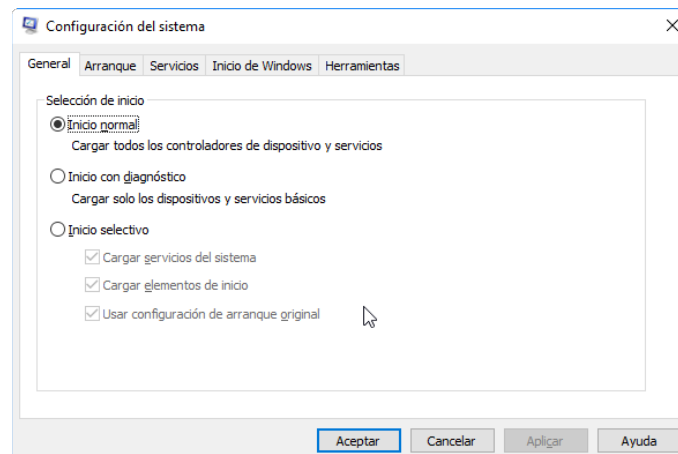 Configuración del sistema
General Arranque Servicios Inicio de Windows Herramientas
Selección de inicio
Inicio normal
Cargar todos los controladores de dispositivo y servicios
Inicio con diagnóstico
Cargar solo los dispositivos y servicios básicos
Inicio selectivo
Cargar servicios del sistema
Cargar elementos de inicio
Usar configuración de arranque original
Aceptar Cancelar Aplicar Ayuda